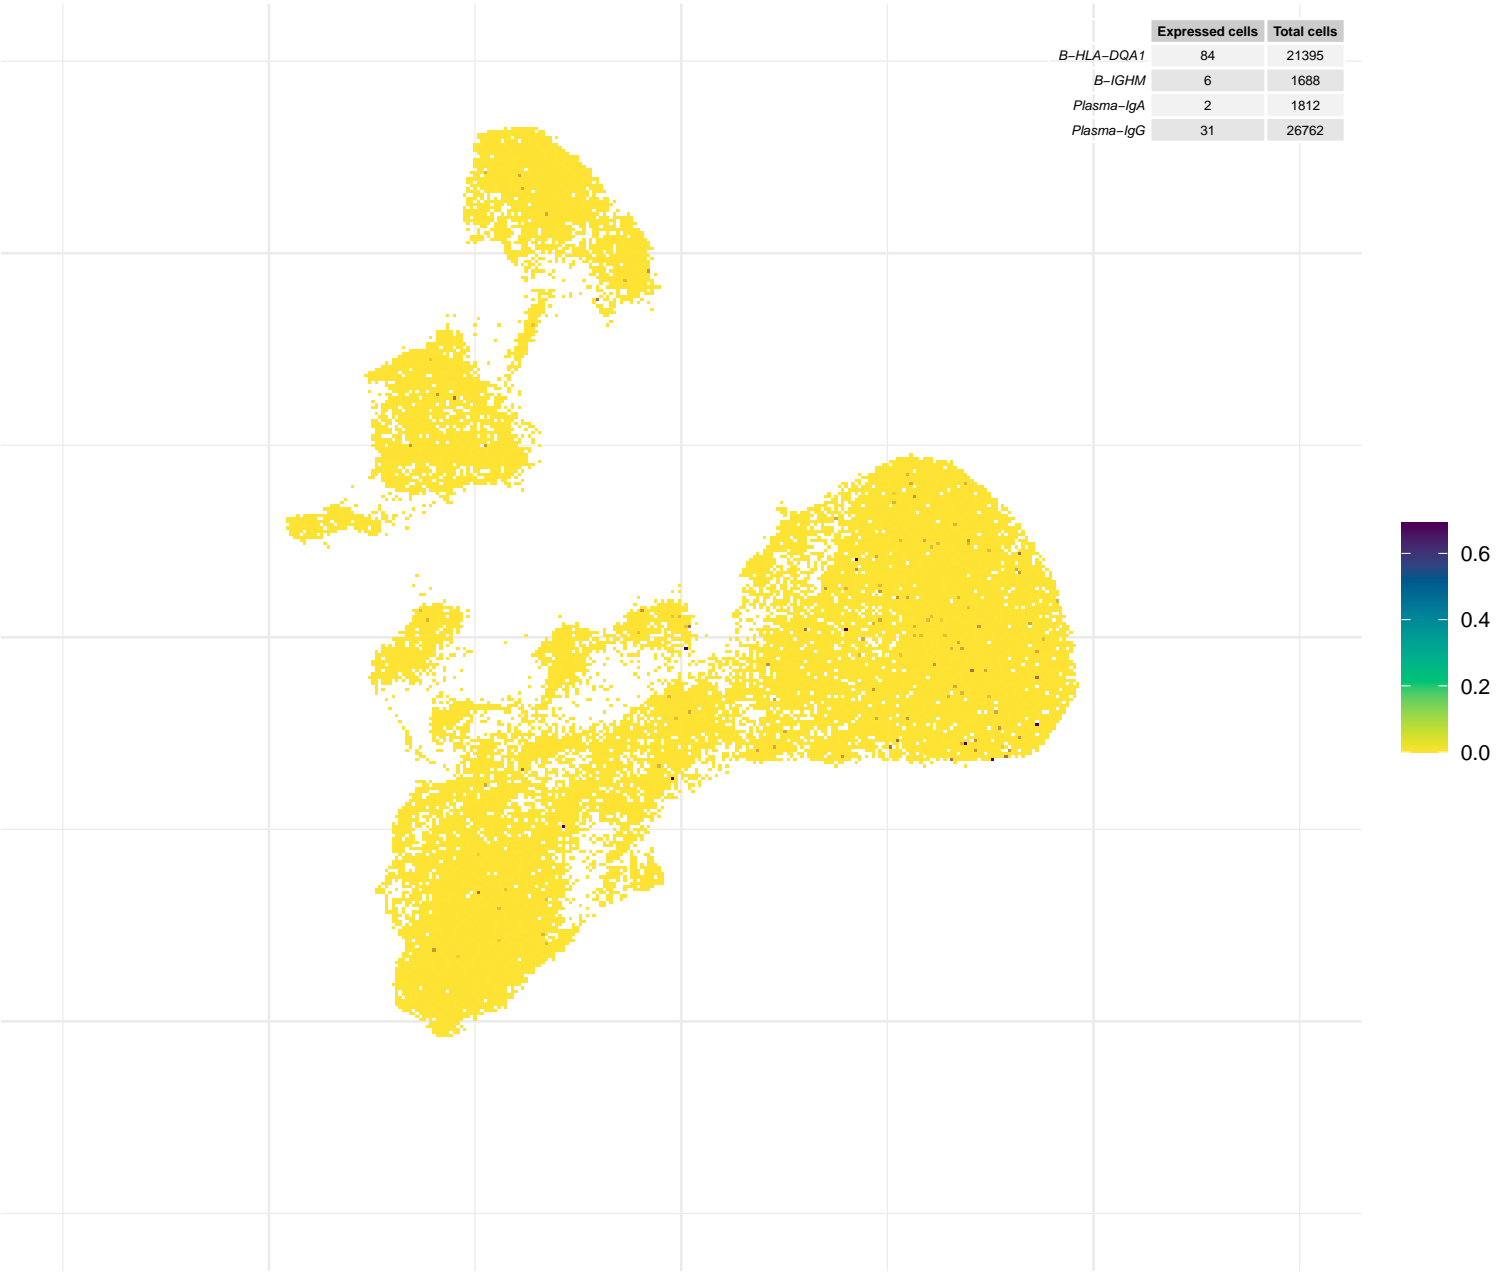 Expressed cells Total cells
B−HLA−DQA1 84 21395
B−IGHM 6 1688
Plasma−IgA 2 1812
Plasma−IgG 31 26762
0.6
0.4
0.2
0.0